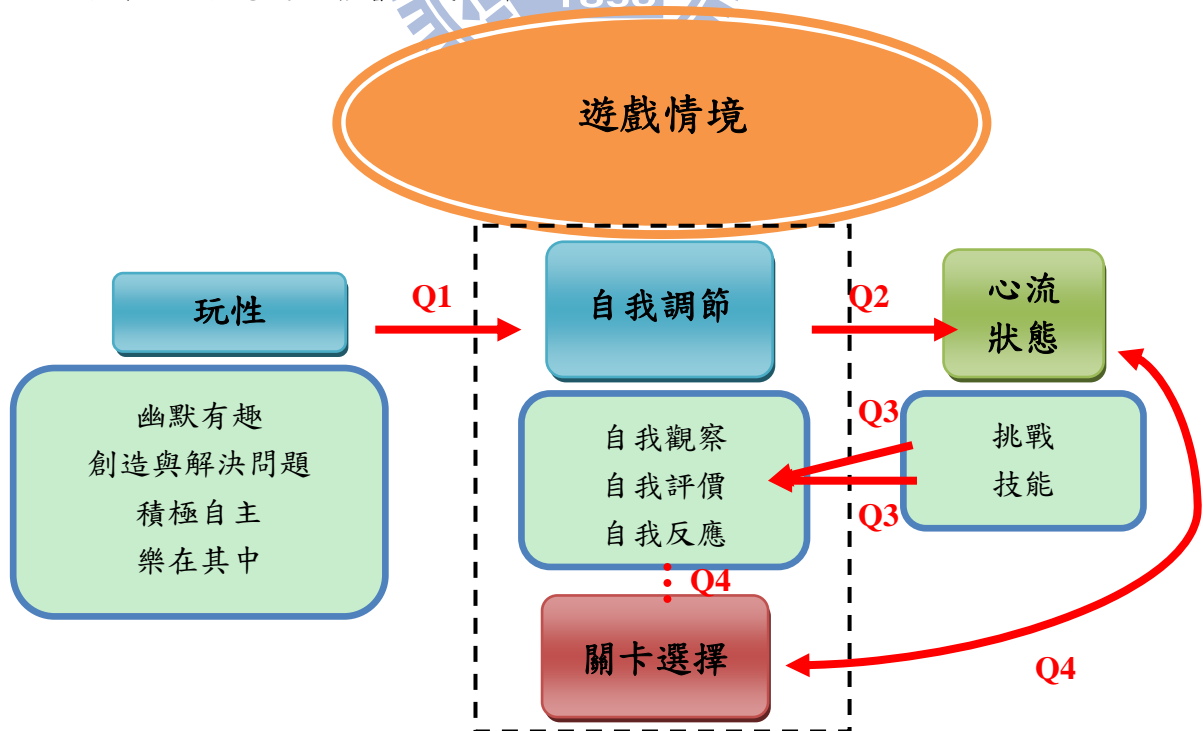 1898
遊戲情境
玩性
Q1
自我調節
Q2
心流
狀態
幽默有趣
創造與解決問題
積極自主
樂在其中
自我觀察
自我評價
自我反應
Q3
Q3
挑戰
技能
Q4
關卡選擇
Q4